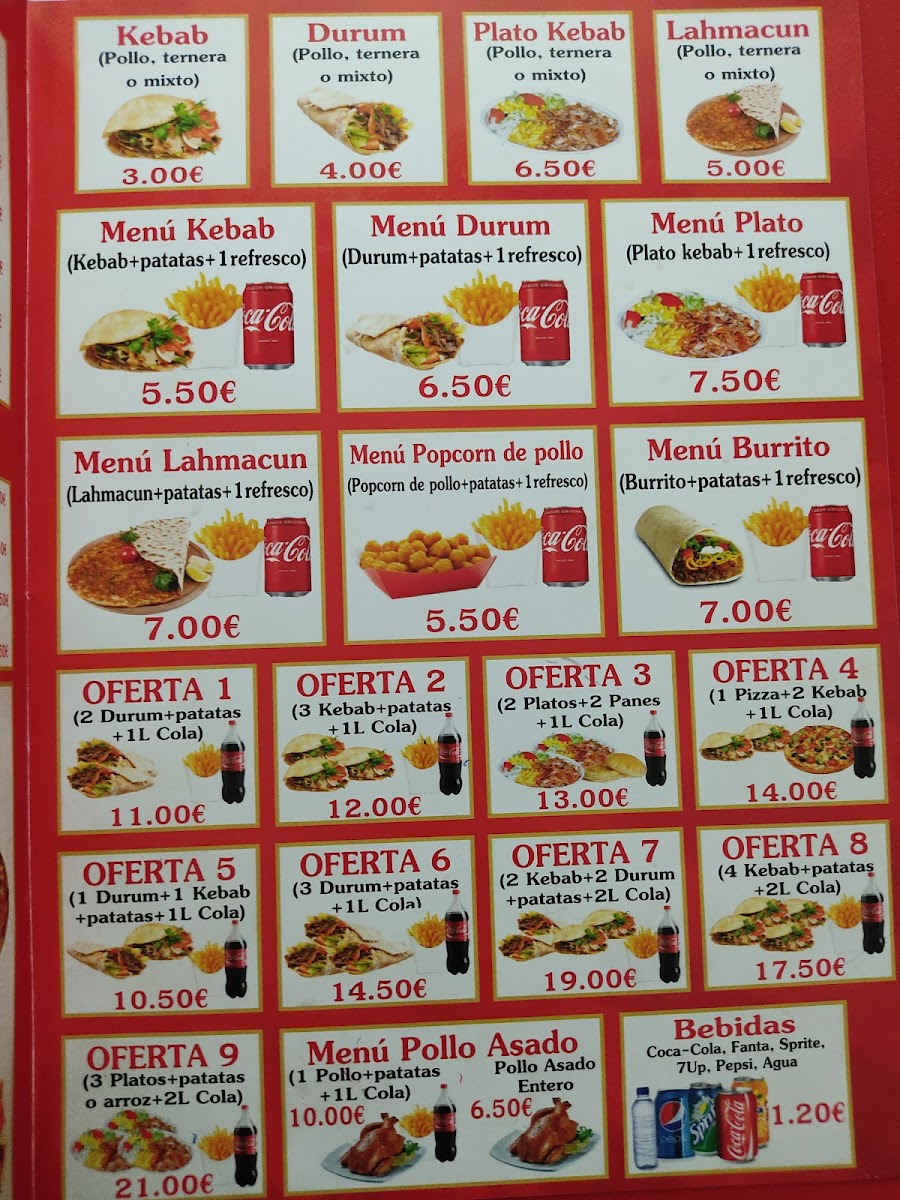 Kebab
(Pollo, ternera
o mixto)
3.00€
Durum
(Pollo, ternera
o mixto)
4.00€
Plato Kebab
(Pollo, ternera
o mixto)
6.50€
Lahmacun
(Pollo, ternera
o mixto)
5.00€
Menú Kebab
(Kebab+patatas+1refresco)
5.50€
Menú Durum
(Durum+patatas+1refresco)
6.50€
Menú Plato
(Plato kebab+1refresco)
7.50€
Menú Lahmacun
(Lahmacun+patatas+1refresco)
7.00€
Menú Popcorn de pollo
(Popcorn de pollo+patatas+1refresco)
5.50€
Menú Burrito
(Burrito+patatas+1refresco)
7.00€
OFERTA 1
(2 Durum+patatas
+1L Cola)
11.00€
OFERTA 2
(3 Kebab+patatas
+1L Cola)
12.00€
OFERTA 3
(2 Platos+2 Panes
+1L Cola)
13.00€
OFERTA 4
(1 Pizza+2 Kebab
+1L Cola)
14.00€
OFERTA 5
(1 Durum+1 Kebab
+patatas+1L Cola)
10.50€
OFERTA 6
(3 Durum+patatas
+1L Cola)
14.50€
OFERTA 7
(2 Kebab+2 Durum
+patatas+2L Cola)
19.00€
OFERTA 8
(4 Kebab+patatas
+2L Cola)
17.50€
OFERTA 9
(3 Platos+patatas
o arroz+2L Cola)
21.00€
Menú Pollo Asado
(1 Pollo+patatas
+1L Cola)
10.00€
Pollo Asado
Entero
6.50€
Bebidas
Coca-Cola, Fanta, Sprite,
7Up, Pepsi, Agua
1.20€